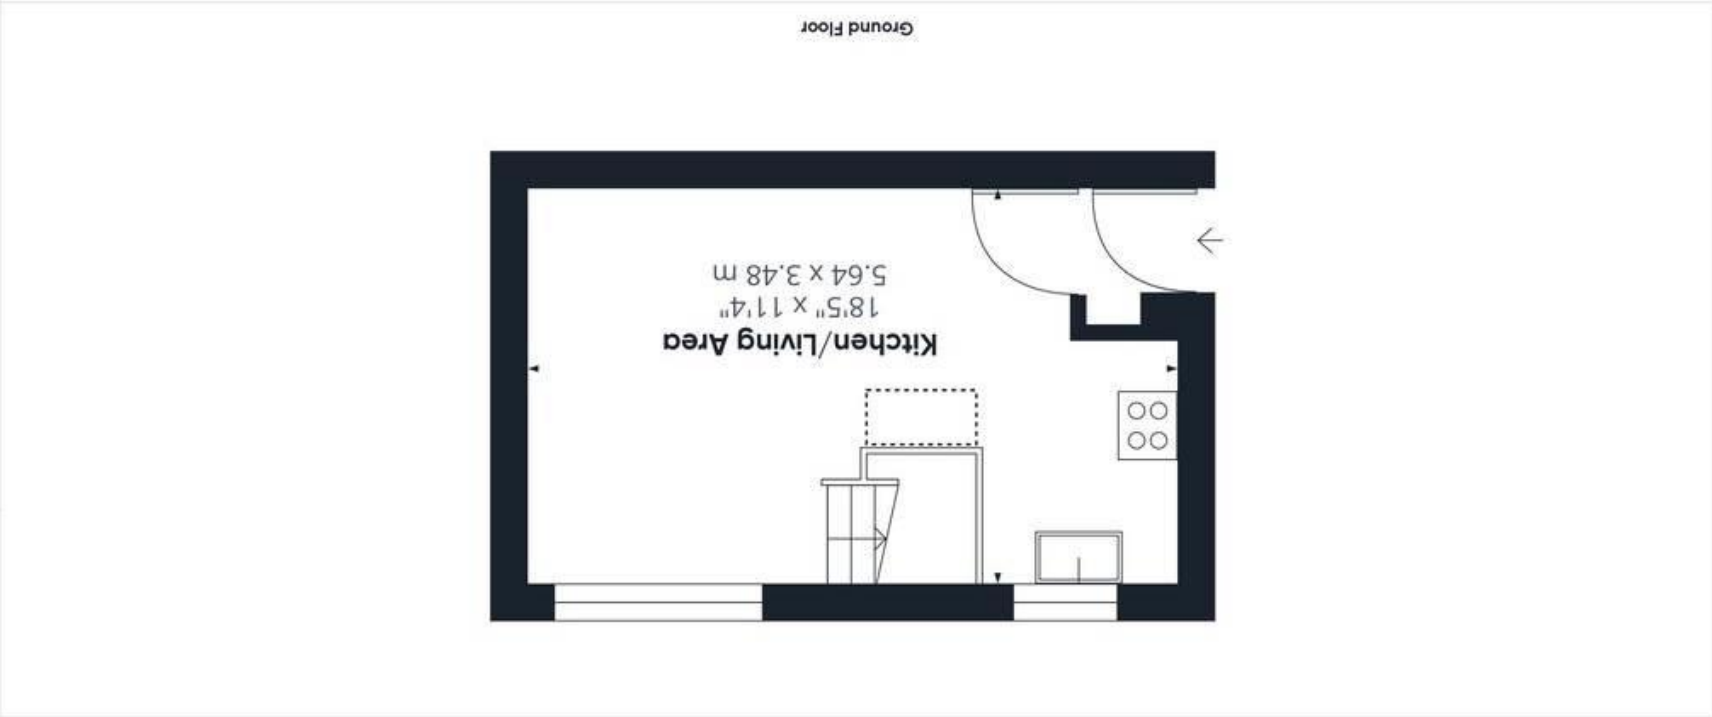 Kitchen/Living Area
18'5" x 11'4"
5.64 x 3.48 m
Ground Floor